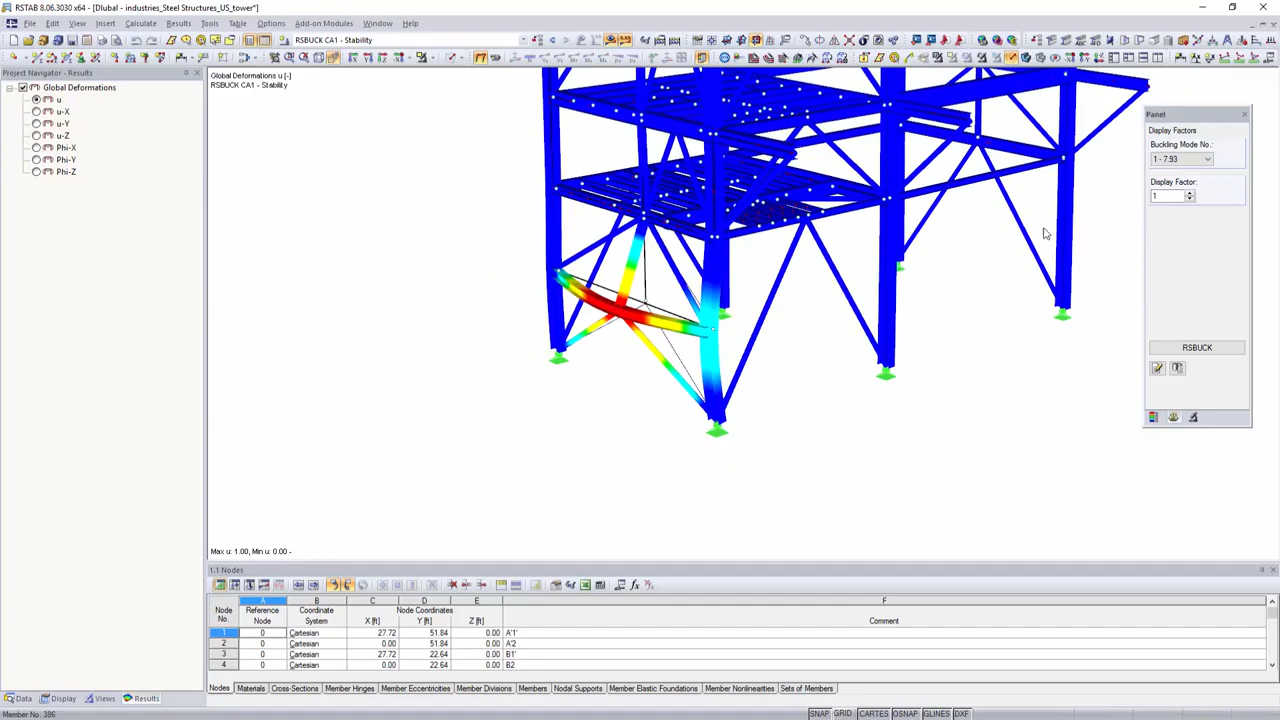 RSTAB 8.06.3030 x64 - [Dlubal - industries_Steel Structures_US_tower*]
File Edit View Insert Calculate Results Tools Table Options Add-on Modules Window Help
RSBUCK CA1 - Stability
Project Navigator - Results
Global Deformations
u
u-X
u-Y
u-Z
Phi-X
Phi-Y
Phi-Z
Global Deformations u [-]
RSBUCK CA1 - Stability
Panel
Display Factors
Buckling Mode No.:
1 - 7.93
Display Factor:
1
RSBUCK
Max u: 1.00, Min u: 0.00 -
1.1 Nodes
A B C D E F
Node No. Reference Node Coordinate System Node Coordinates X [ft] Y [ft] Z [ft] Comment
1 0 Cartesian 27.72 51.84 0.00 A'1'
2 0 Cartesian 0.00 51.84 0.00 A'2
3 0 Cartesian 27.72 22.64 0.00 B1'
4 0 Cartesian 0.00 22.64 0.00 B2
Nodes Materials Cross-Sections Member Hinges Member Eccentricities Member Divisions Members Nodal Supports Member Elastic Foundations Member Nonlinearities Sets of Members
Data Display Views Results
Member No. 386
SNAP GRID CARTES OSNAP GLINES DXF